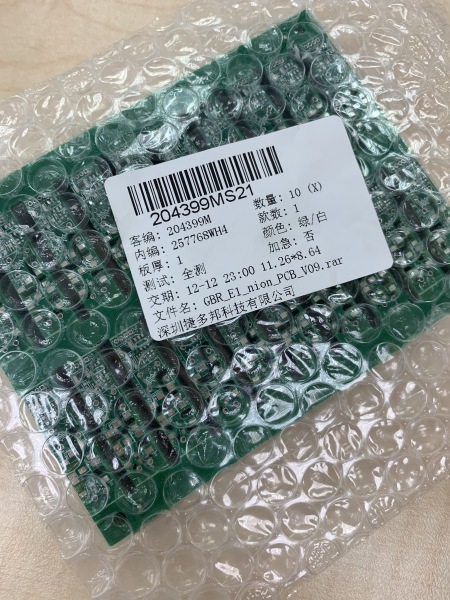 204399MS21
客编: 204399M 数量: 10 (X)
内编: 257768WH4 款数: 1
板厚: 1 颜色: 绿/白
测试: 全测 加急: 否
交期: 12-12 23:00 11.26*8.64
文件名: GBR_E1_nion_PCB_V09.rar
深圳捷多邦科技有限公司